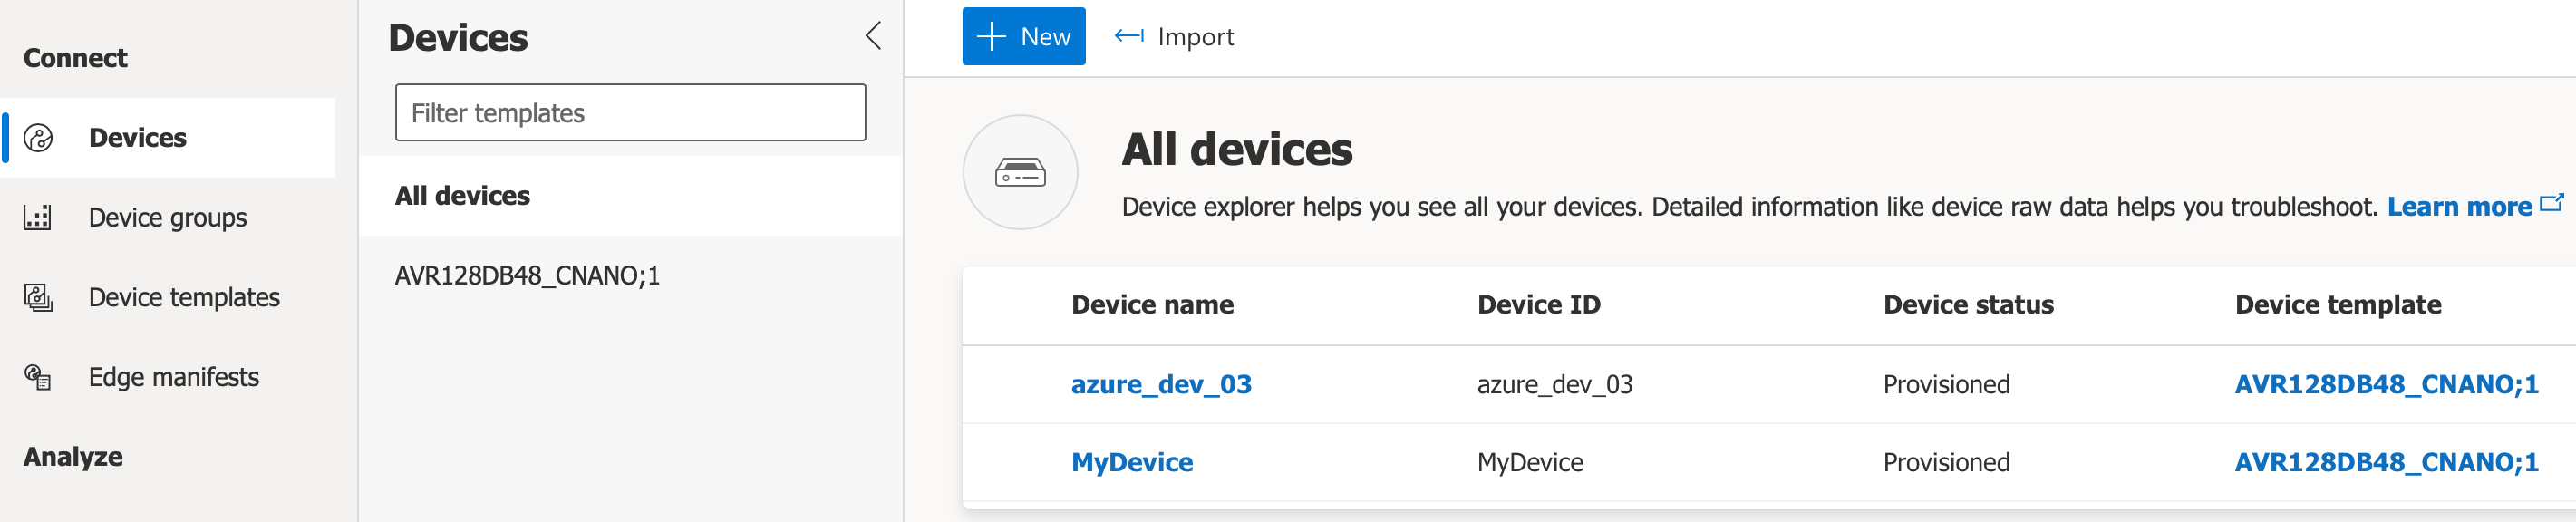 Connect
Devices
Device groups
Device templates
Edge manifests
Analyze
Devices
Filter templates
All devices
AVR128DB48_CNANO;1
New
Import
All devices
Device explorer helps you see all your devices. Detailed information like device raw data helps you troubleshoot. Learn more
Device name Device ID Device status Device template
azure_dev_03 azure_dev_03 Provisioned AVR128DB48_CNANO;1
MyDevice MyDevice Provisioned AVR128DB48_CNANO;1